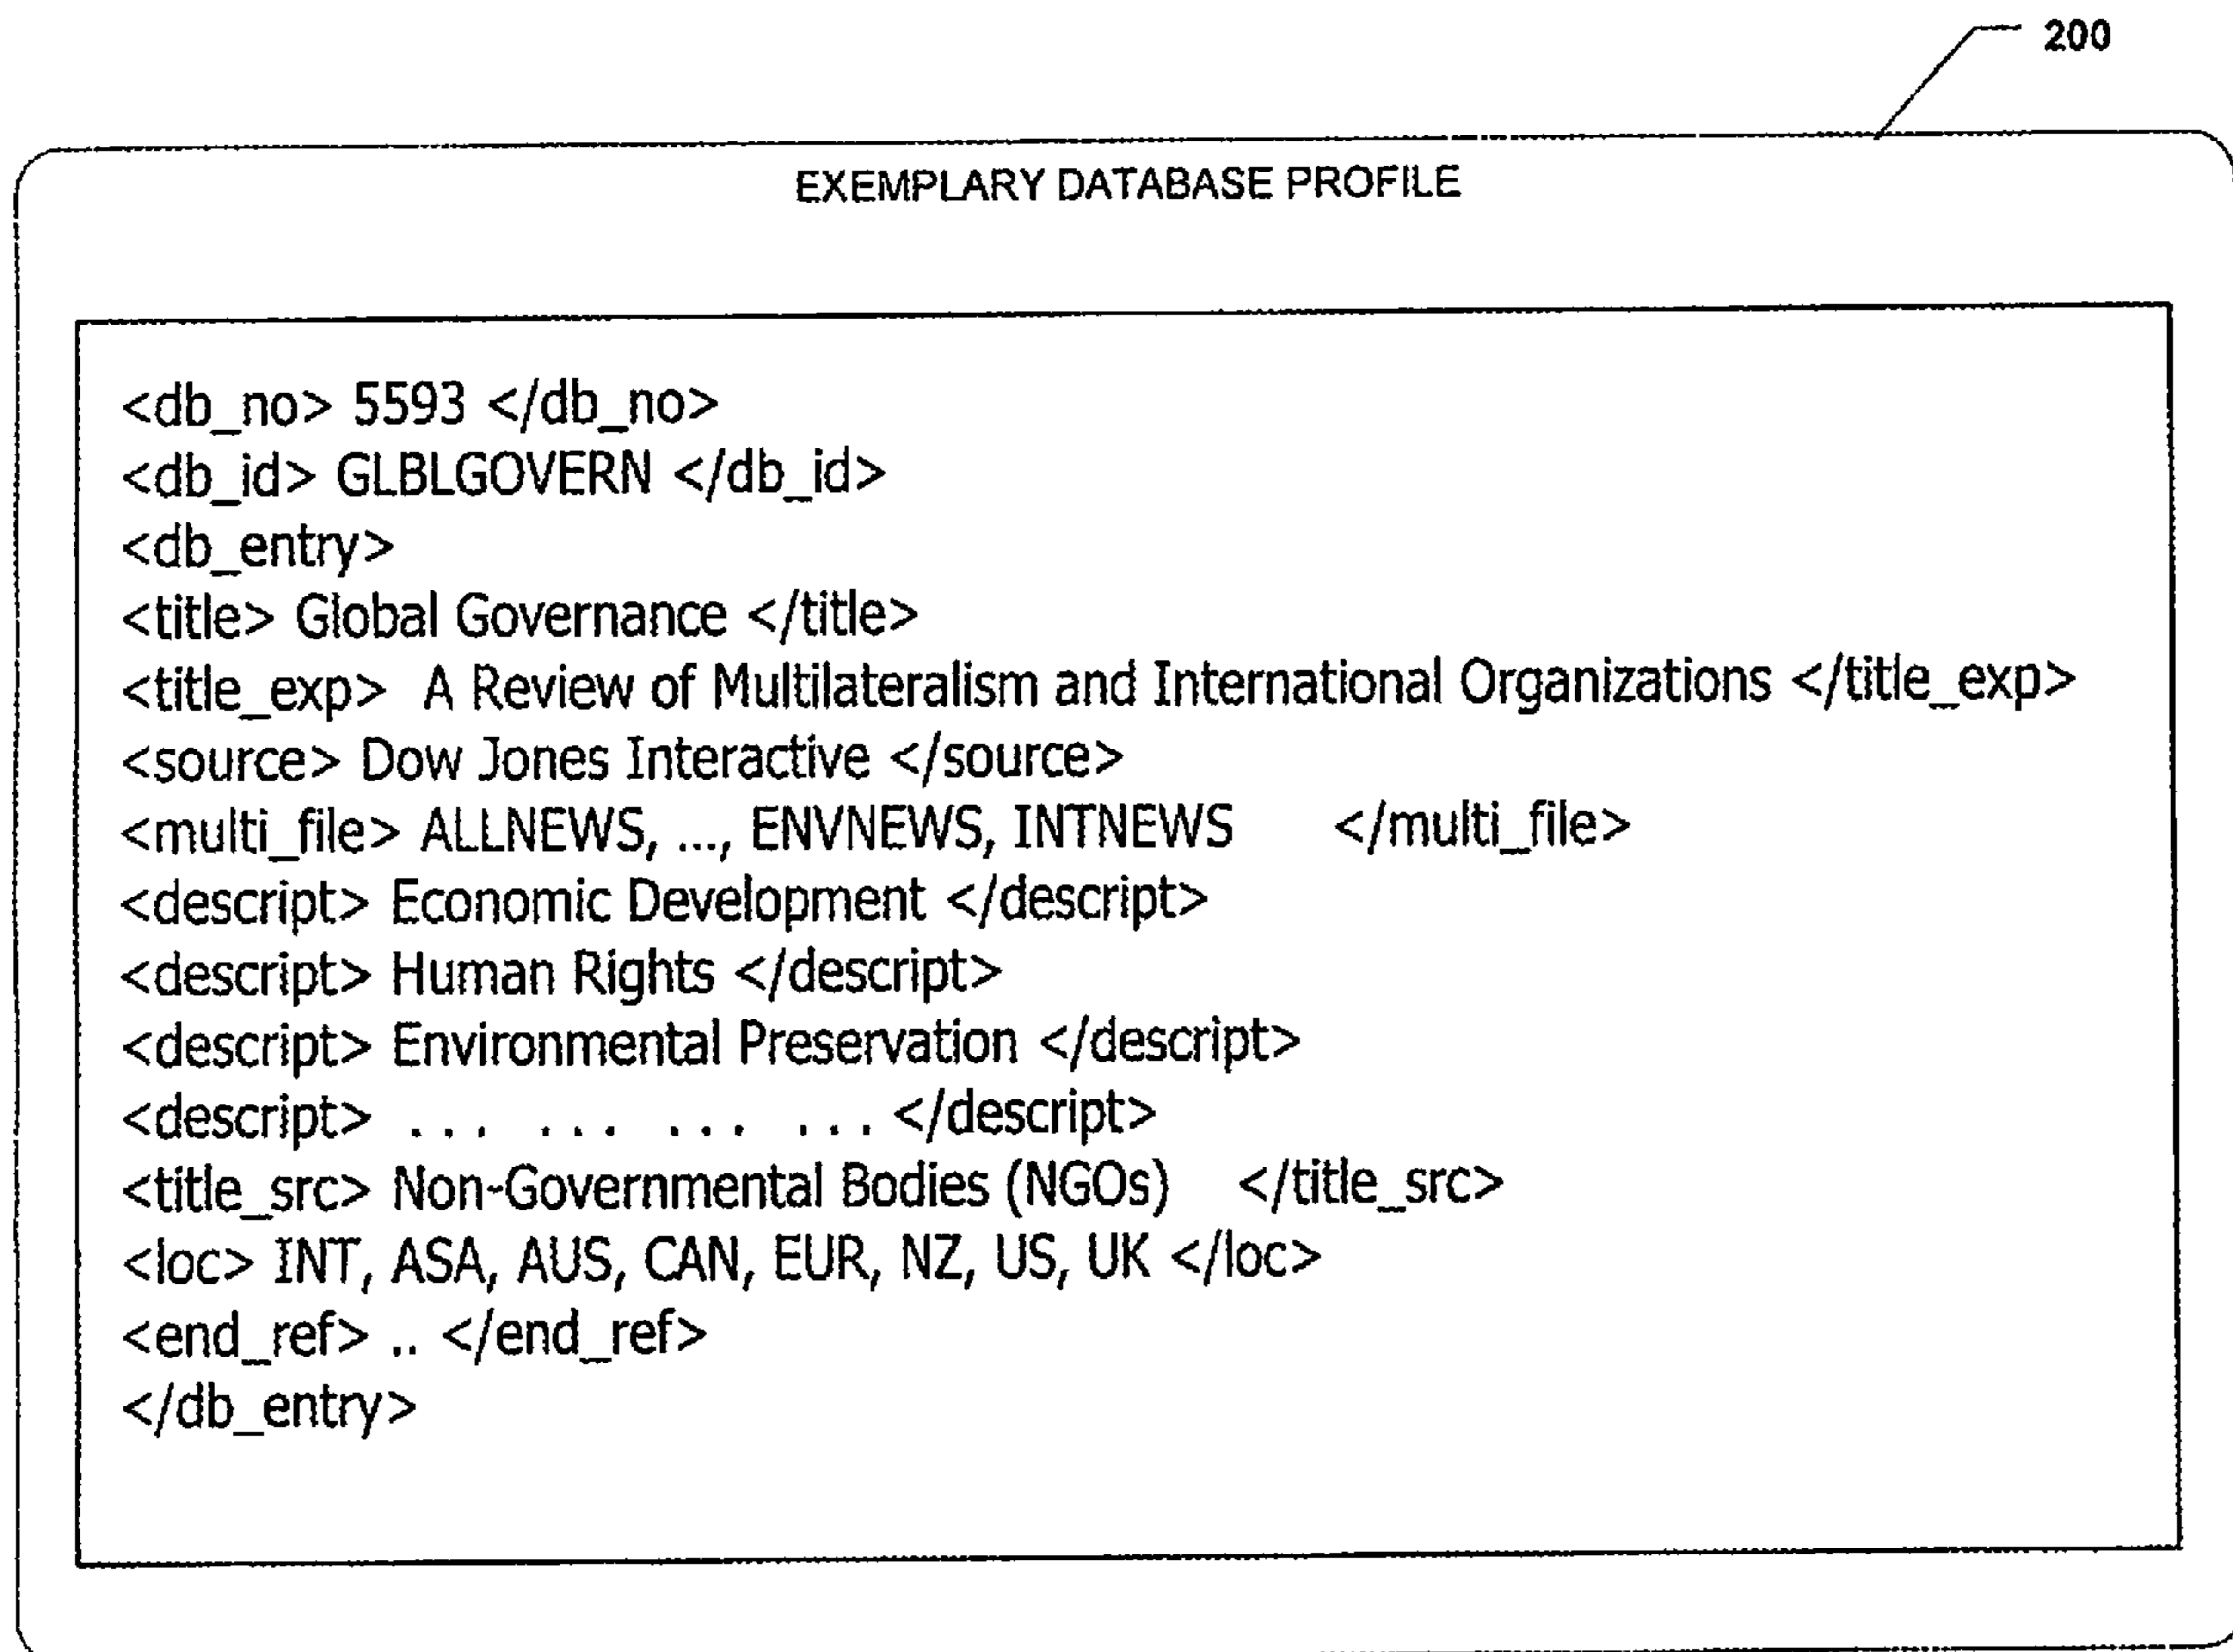 200
EXEMPLARY DATABASE PROFILE
<db_no> 5593 </db_no>
<db_id> GLBLGOVERN </db_id>
<db_entry>
<title> Global Governance </title>
<title_exp> A Review of Multilateralism and International Organizations </title_exp>
<source> Dow Jones Interactive </source>
<multi_file> ALLNEWS, ..., ENVNEWS, INTNEWS </multi_file>
<descript> Economic Development </descript>
<descript> Human Rights </descript>
<descript> Environmental Preservation </descript>
<descript> ... ... ... ... </descript>
<title_src> Non-Governmental Bodies (NGOs) </title_src>
<loc> INT, ASA, AUS, CAN, EUR, NZ, US, UK </loc>
<end_ref> .. </end_ref>
</db_entry>